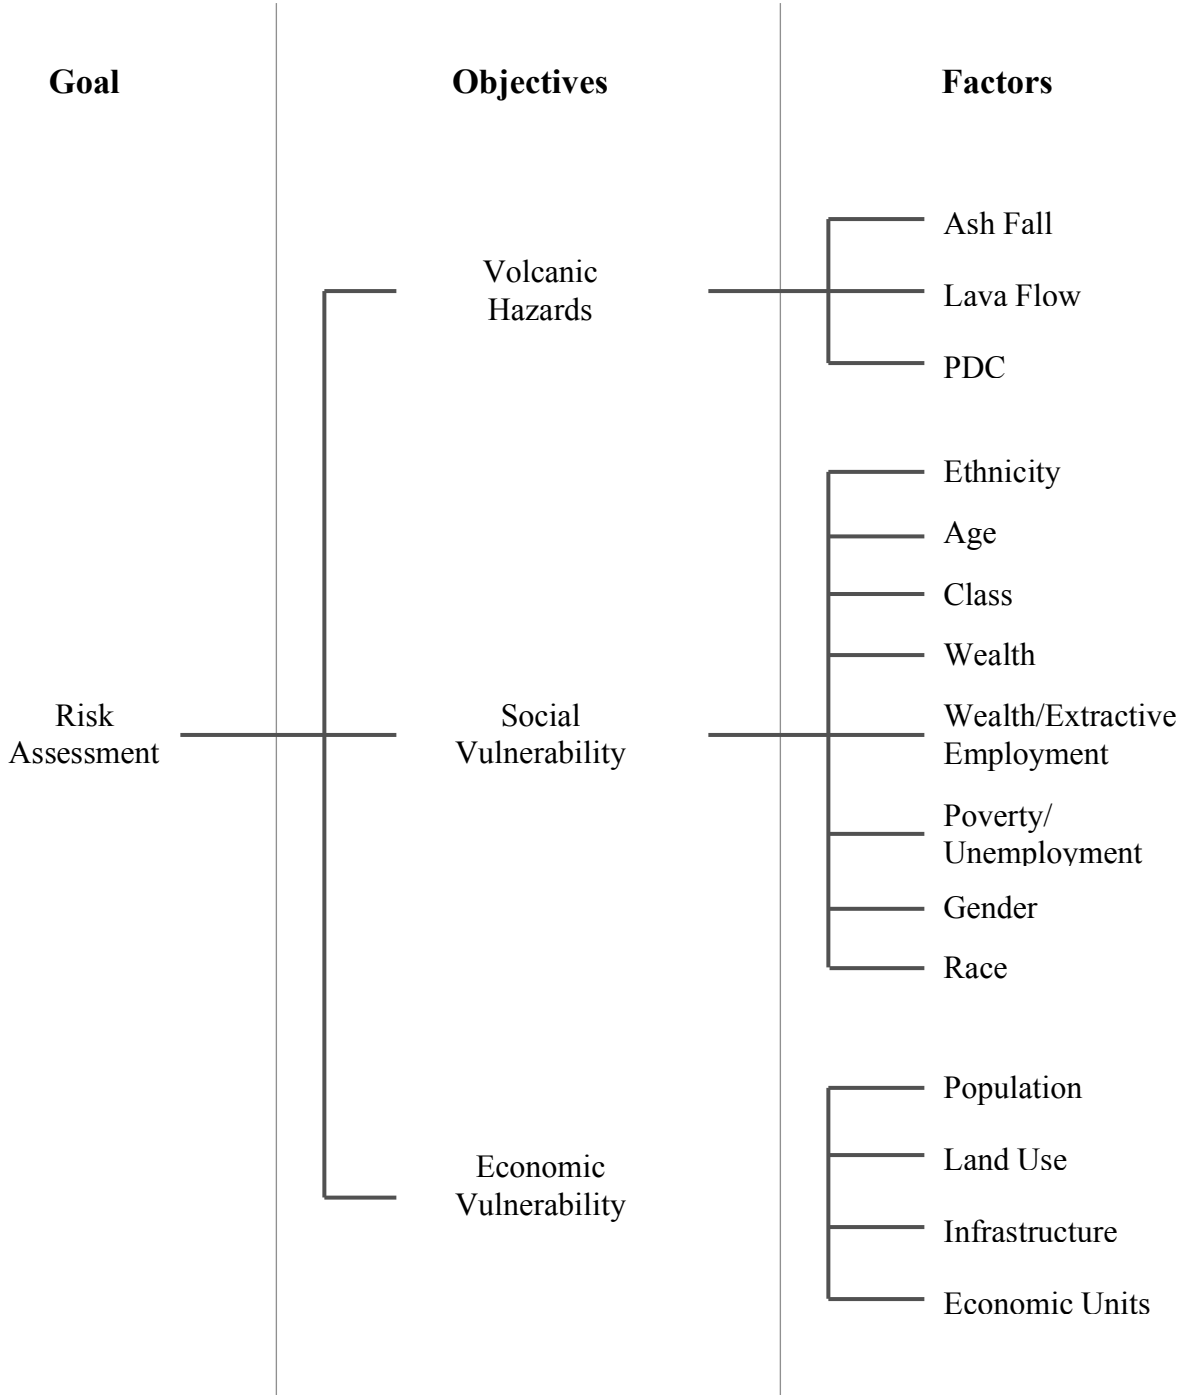 Goal
Objectives
Factors
Risk
Assessment
Volcanic
Hazards
Ash Fall
Lava Flow
PDC
Social
Vulnerability
Ethnicity
Age
Class
Wealth
Wealth/Extractive
Employment
Poverty/
Unemployment
Gender
Race
Economic
Vulnerability
Population
Land Use
Infrastructure
Economic Units